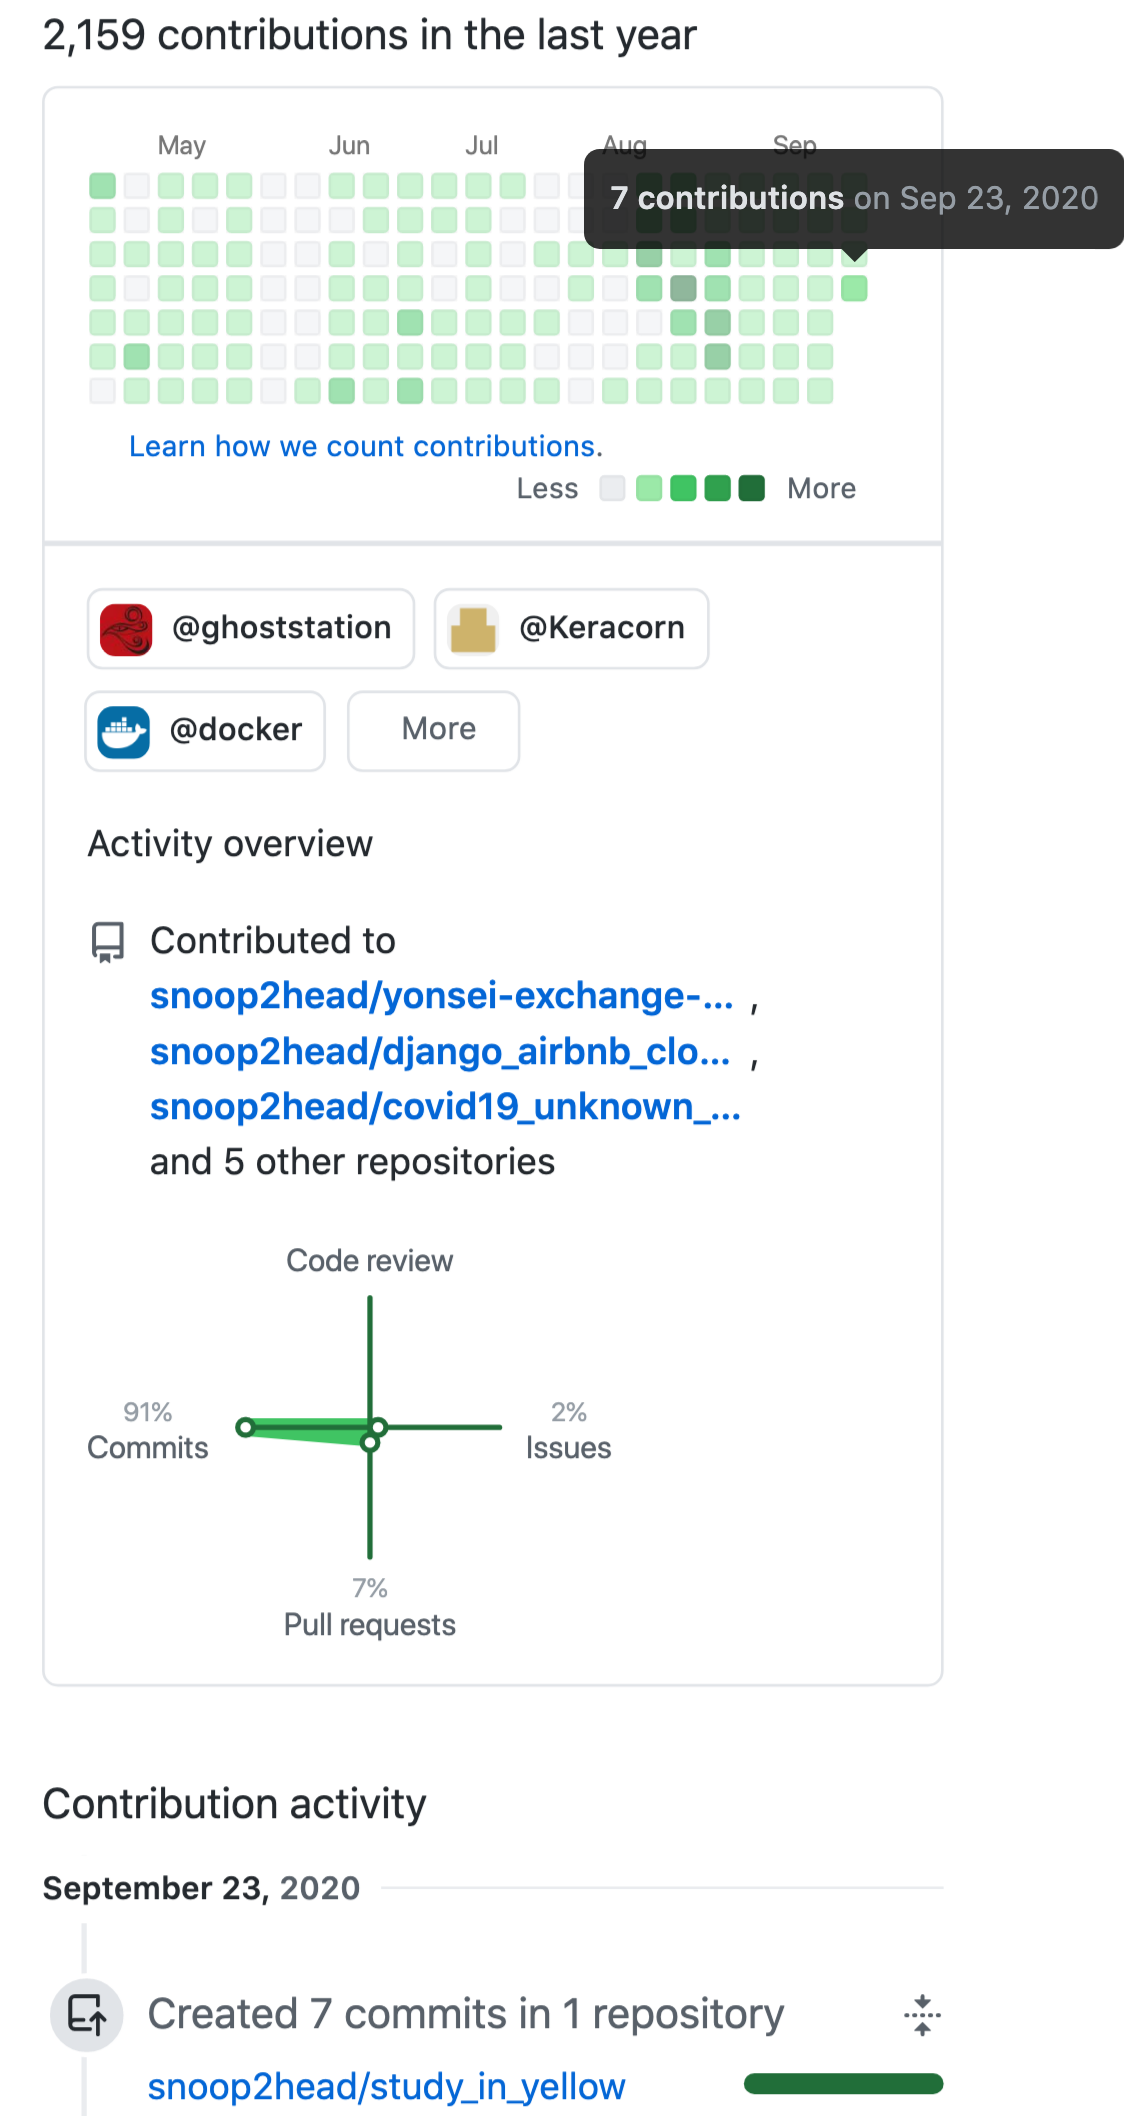 2,159 contributions in the last year
May Jun Jul Aug Sep
7 contributions on Sep 23, 2020
Learn how we count contributions.
Less More
@ghoststation @Keracorn
@docker More
Activity overview
Contributed to
snoop2head/yonsei-exchange-... ,
snoop2head/django_airbnb_clo... ,
snoop2head/covid19_unknown_...
and 5 other repositories
Code review
91% 2%
Commits Issues
7%
Pull requests
Contribution activity
September 23, 2020
Created 7 commits in 1 repository
snoop2head/study_in_yellow